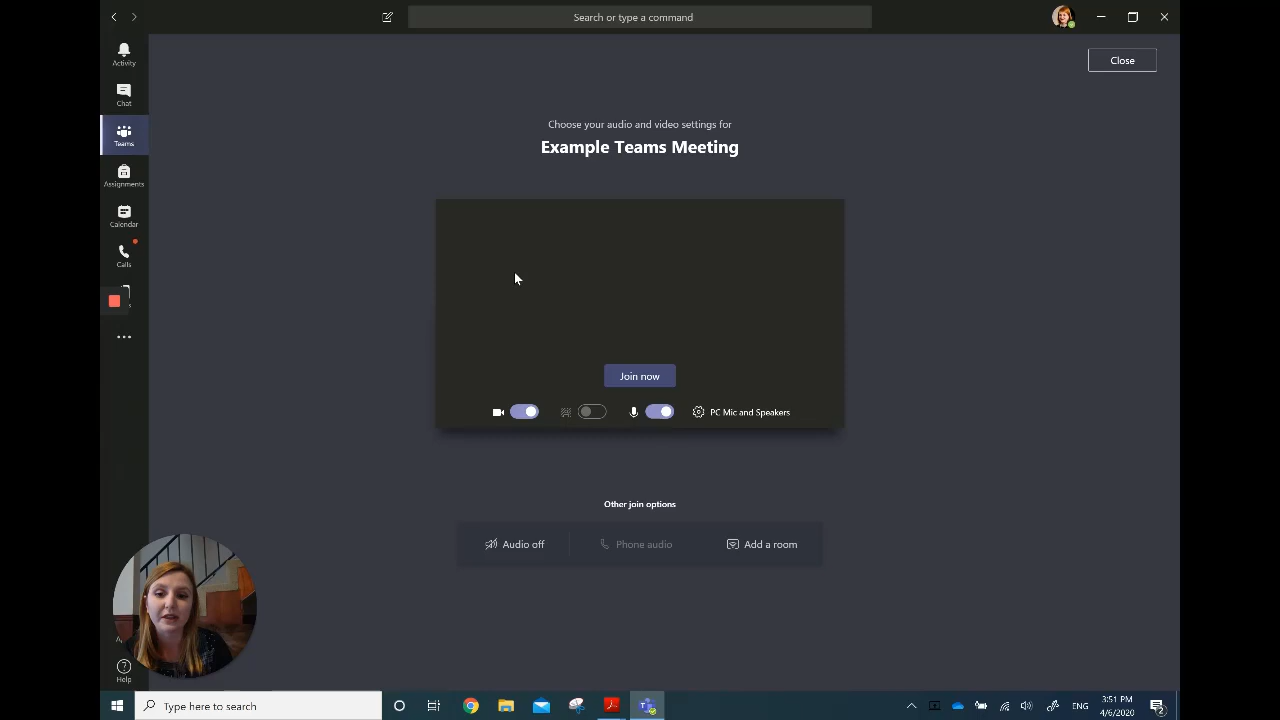 Search or type a command
Activity
Chat
Teams
Assignments
Calendar
Calls
Help
Close
Choose your audio and video settings for
Example Teams Meeting
Join now
PC Mic and Speakers
Other join options
Audio off
Phone audio
Add a room
Type here to search
ENG
3:51 PM
4/6/2020
2